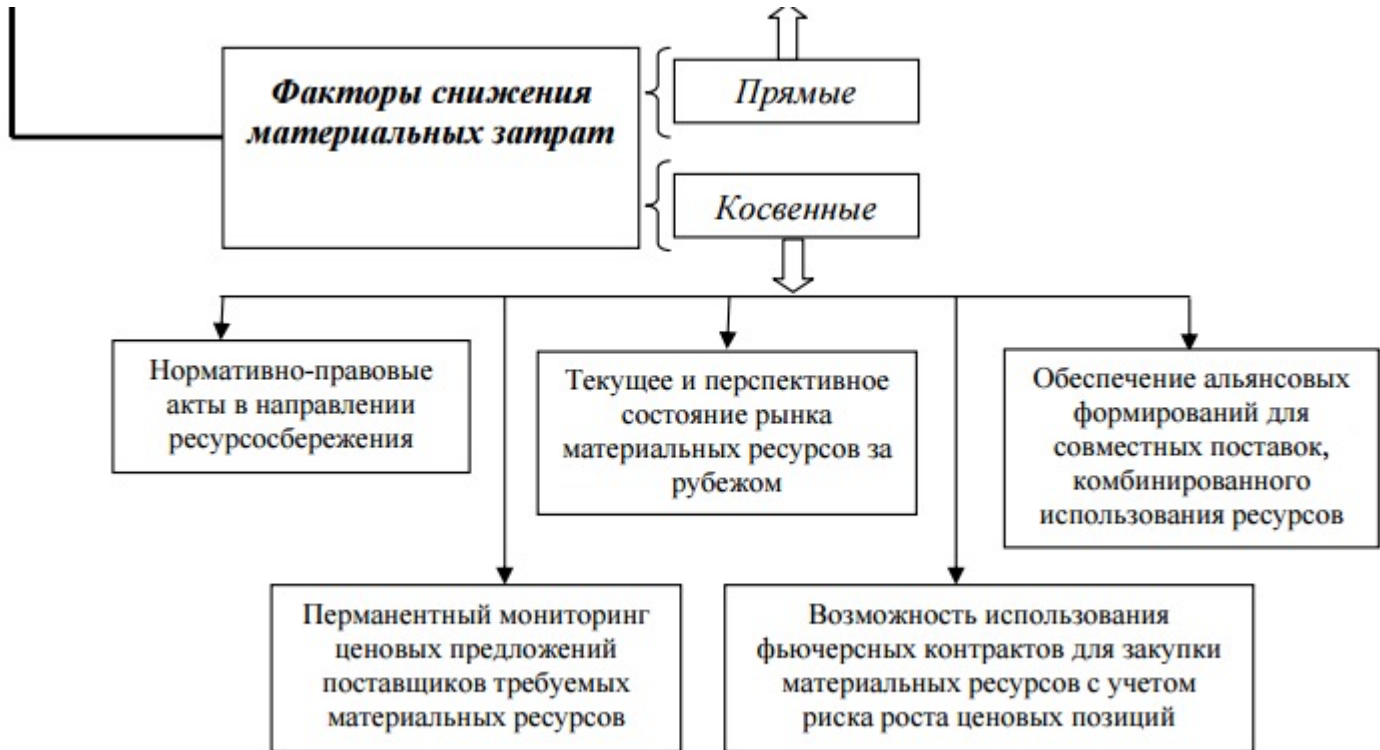 Факторы снижения
материальных затрат
Прямые
Косвенные
Нормативно-правовые
акты в направлении
ресурсосбережения
Текущее и перспективное
состояние рынка
материальных ресурсов за
рубежом
Обеспечение альянсовых
формирований для
совместных поставок,
комбинированного
использования ресурсов
Перманентный мониторинг
ценовых предложений
поставщиков требуемых
материальных ресурсов
Возможность использования
фьючерсных контрактов для закупки
материальных ресурсов с учетом
риска роста ценовых позиций